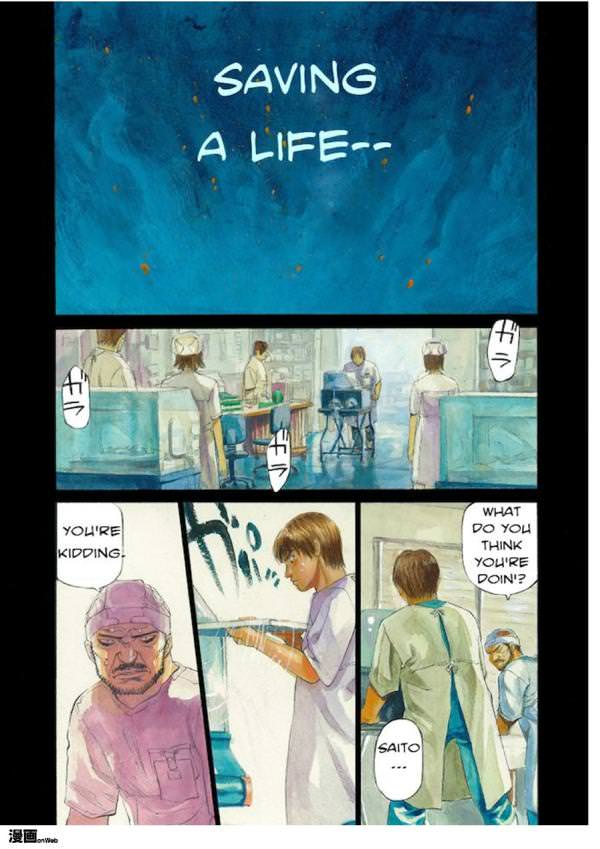 SAVING
A LIFE--
ガラ
ガラ
ガラ
WHAT
DO YOU
THINK
YOU'RE
DOIN'?
SAITO
---
YOU'RE
KIDDING.
漫画onWeb